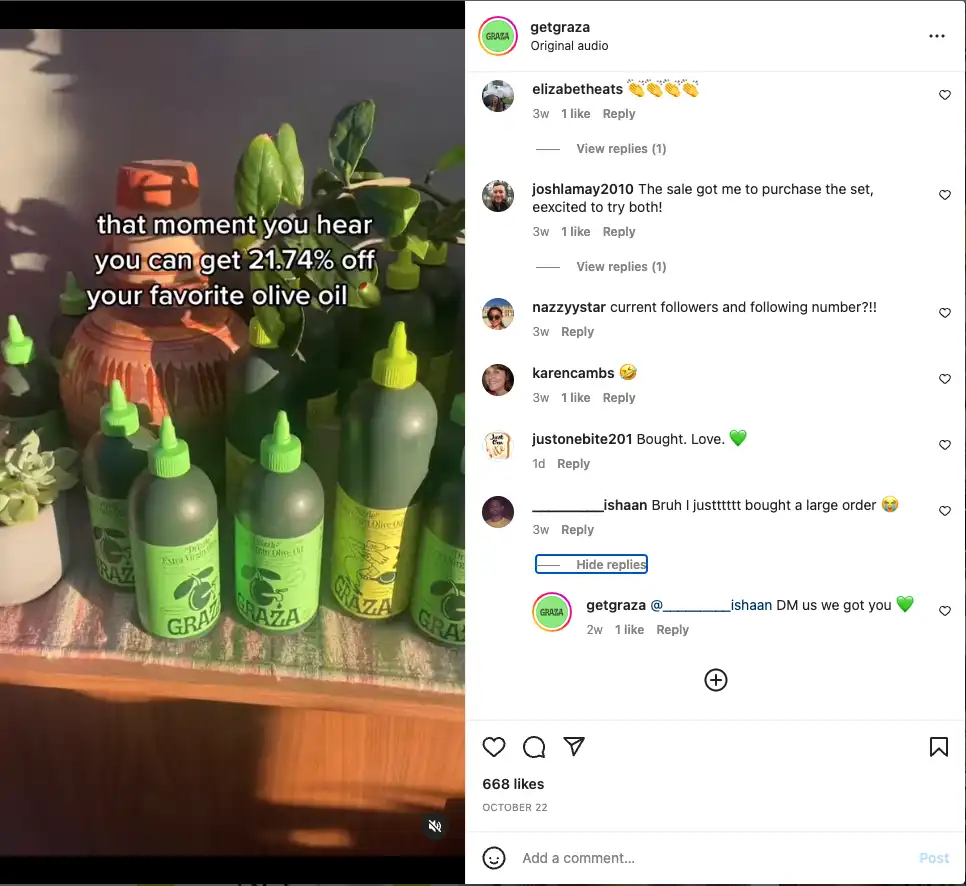 that moment you hear
you can get 21.74% off
your favorite olive oil
"Drizzle"
Extra Virgin Olive Oil
GRAZA
GRAZA
GRAZA
GRAZA
getgraza
Original audio
elizabetheats 👏👏👏👏
3w 1 like Reply
View replies (1)
joshlamay2010 The sale got me to purchase the set,
eexcited to try both!
3w 1 like Reply
View replies (1)
nazzyystar current followers and following number?!!
3w Reply
karencambs 🤣
3w 1 like Reply
justonebite201 Bought. Love. 💚
1d Reply
__________ishaan Bruh I justttttt bought a large order 😭
3w Reply
Hide replies
GRAZA
getgraza @__________ishaan DM us we got you 💚
2w 1 like Reply
668 likes
OCTOBER 22
Add a comment...
Post